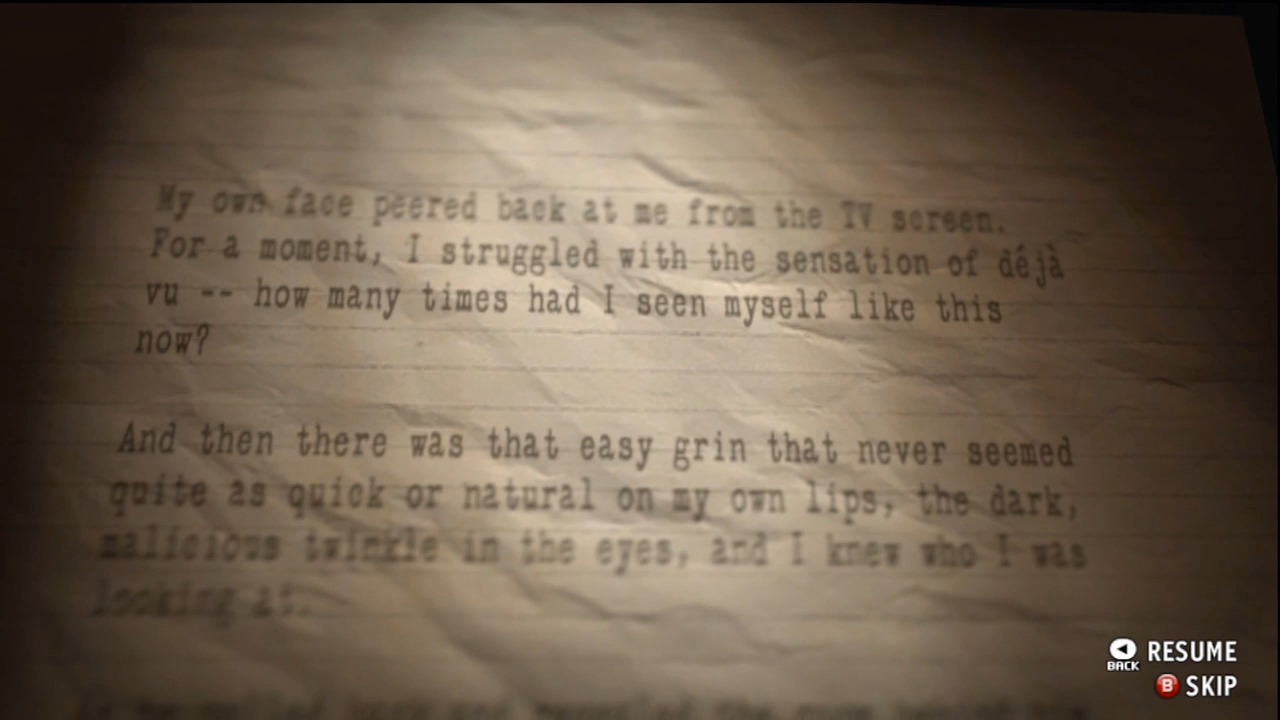 My own face peered back at me from the TV screen.
For a moment, I struggled with the sensation of déjà
vu -- how many times had I seen myself like this
now?
And then there was that easy grin that never seemed
quite as quick or natural on my own lips, the dark,
malicious twinkle in the eyes, and I knew who I was
looking at.
BACK RESUME
B SKIP